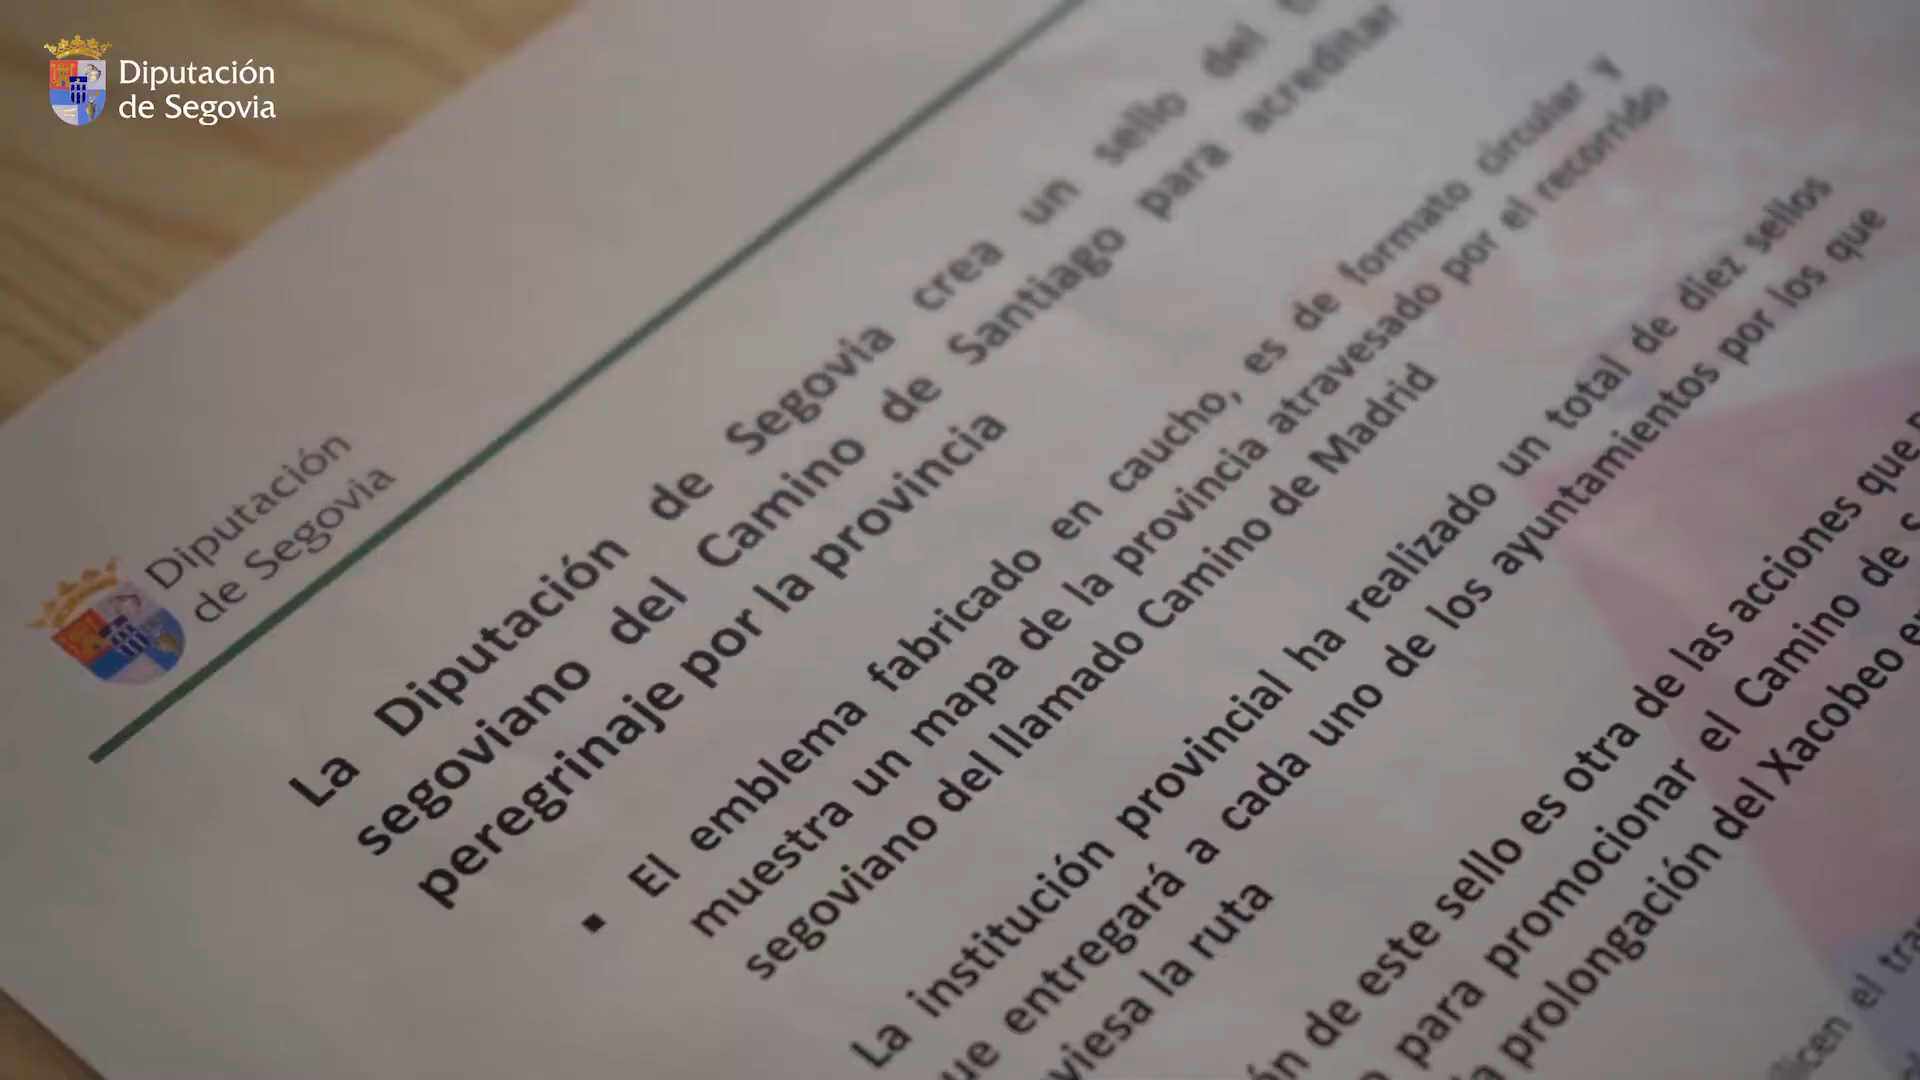 Diputación
de Segovia
Diputación
de Segovia
La Diputación de Segovia crea un sello del
segoviano del Camino de Santiago para acreditar
peregrinaje por la provincia
▪ El emblema fabricado en caucho, es de formato circular y
muestra un mapa de la provincia atravesado por el recorrido
segoviano del llamado Camino de Madrid
La institución provincial ha realizado un total de diez sellos
entregará a cada uno de los ayuntamientos por los que
la ruta
de este sello es otra de las acciones que
para promocionar el Camino de
prolongación del Xacobeo
el